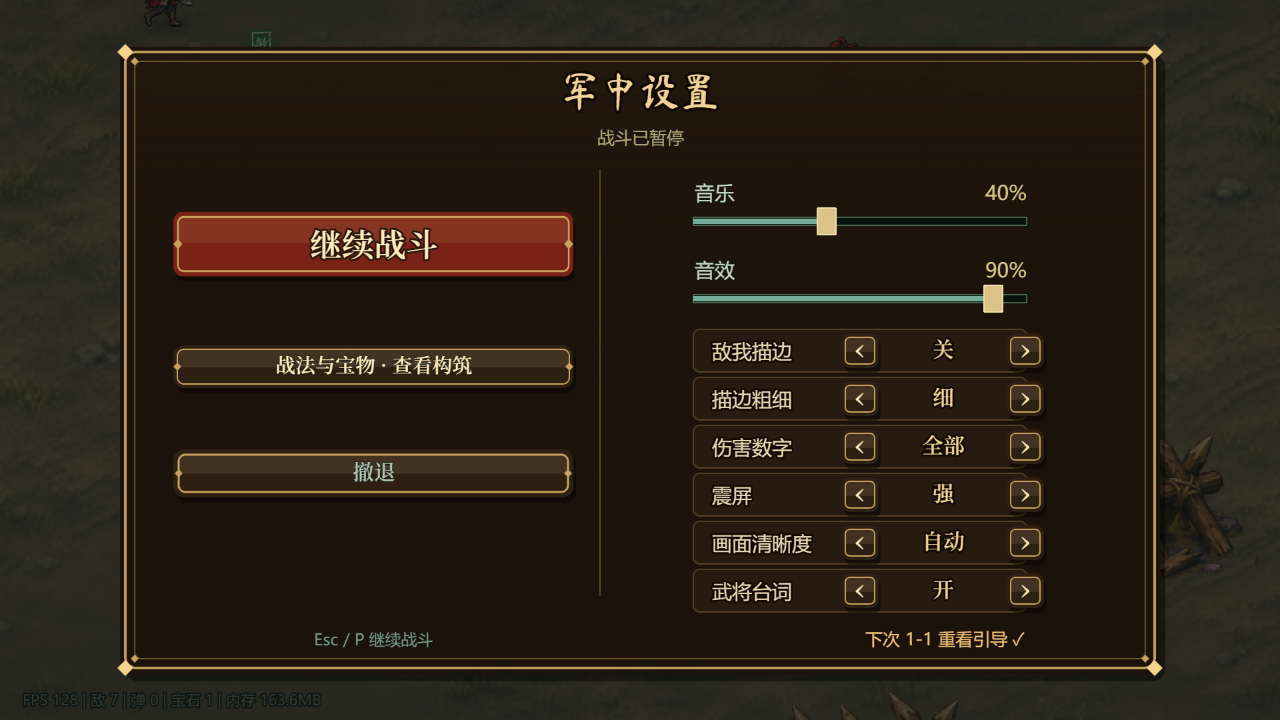 军中设置
战斗已暂停
继续战斗
战法与宝物 · 查看构筑
撤退
Esc / P 继续战斗
音乐 40%
音效 90%
敌我描边 < 关 >
描边粗细 < 细 >
伤害数字 < 全部 >
震屏 < 强 >
画面清晰度 < 自动 >
武将台词 < 开 >
下次 1-1 重看引导 ✓
FPS 128 | 敌 7 | 弹 0 | 宝石 1 | 内存 163.6MB